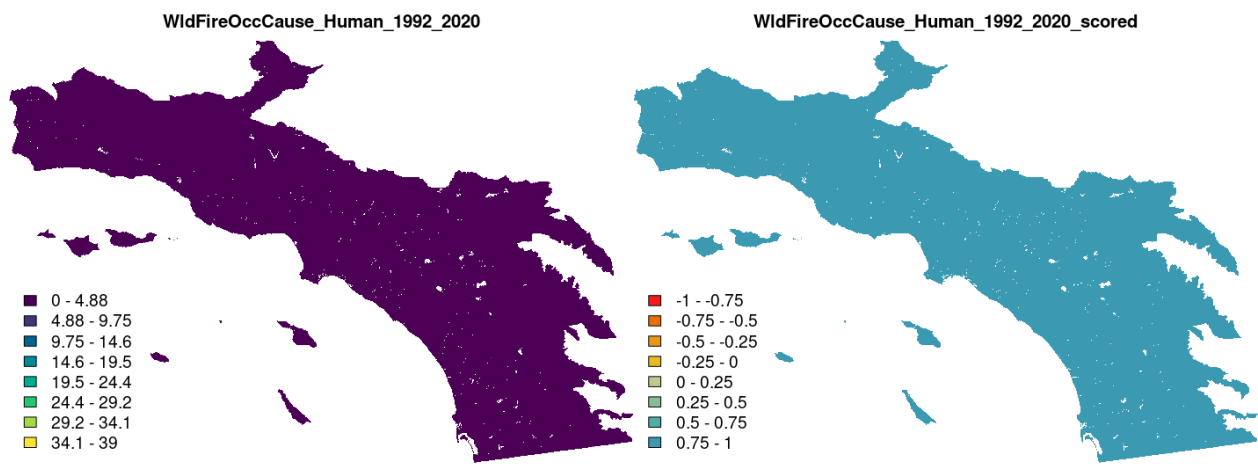 WldFireOccCause_Human_1992_2020
0 - 4.88
4.88 - 9.75
9.75 - 14.6
14.6 - 19.5
19.5 - 24.4
24.4 - 29.2
29.2 - 34.1
34.1 - 39
WldFireOccCause_Human_1992_2020_scored
-1 - -0.75
-0.75 - -0.5
-0.5 - -0.25
-0.25 - 0
0 - 0.25
0.25 - 0.5
0.5 - 0.75
0.75 - 1